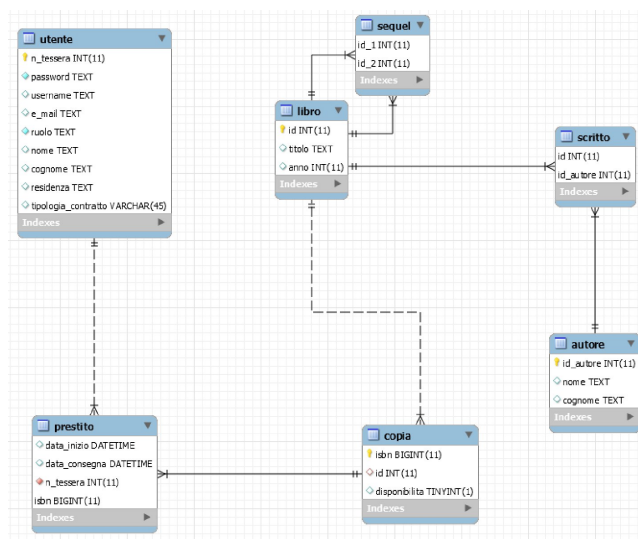 utente
n_tessera INT(11)
password TEXT
username TEXT
e_mail TEXT
ruolo TEXT
nome TEXT
cognome TEXT
residenza TEXT
tipologia_contratto VARCHAR(45)
Indexes
sequel
id_1 INT(11)
id_2 INT(11)
Indexes
libro
id INT(11)
titolo TEXT
anno INT(11)
Indexes
scritto
id INT(11)
id_autore INT(11)
Indexes
autore
id_autore INT(11)
nome TEXT
cognome TEXT
Indexes
prestito
data_inizio DATETIME
data_consegna DATETIME
n_tessera INT(11)
isbn BIGINT(11)
Indexes
copia
isbn BIGINT(11)
id INT(11)
disponibilita TINYINT(1)
Indexes